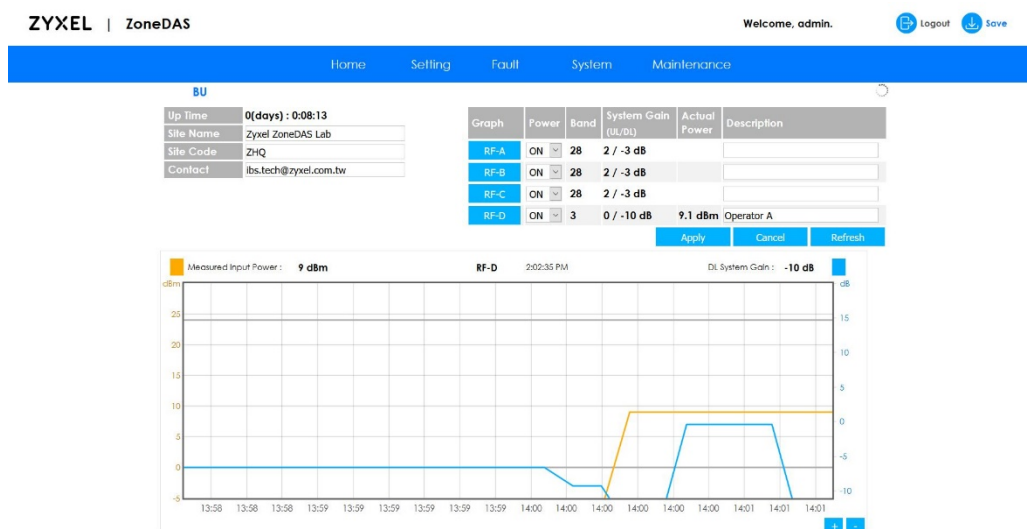 ZYXEL | ZoneDAS
Welcome, admin.
Logout
Save
Home Setting Fault System Maintenance
BU
Up Time 0(days) : 0:08:13
Site Name Zyxel ZoneDAS Lab
Site Code ZHQ
Contact ibs.tech@zyxel.com.tw
Graph Power Band System Gain (UL/DL) Actual Power Description
RF-A ON 28 2 / -3 dB
RF-B ON 28 2 / -3 dB
RF-C ON 28 2 / -3 dB
RF-D ON 3 0 / -10 dB 9.1 dBm Operator A
Apply Cancel Refresh
Measured Input Power : 9 dBm RF-D 2:02:35 PM DL System Gain : -10 dB
dBm dB
25
15
20
10
15
5
10
0
5
-5
0
-10
-5
13:58 13:58 13:58 13:59 13:59 13:59 13:59 13:59 13:59 14:00 14:00 14:00 14:00 14:00 14:00 14:01 14:01 14:01
+ -